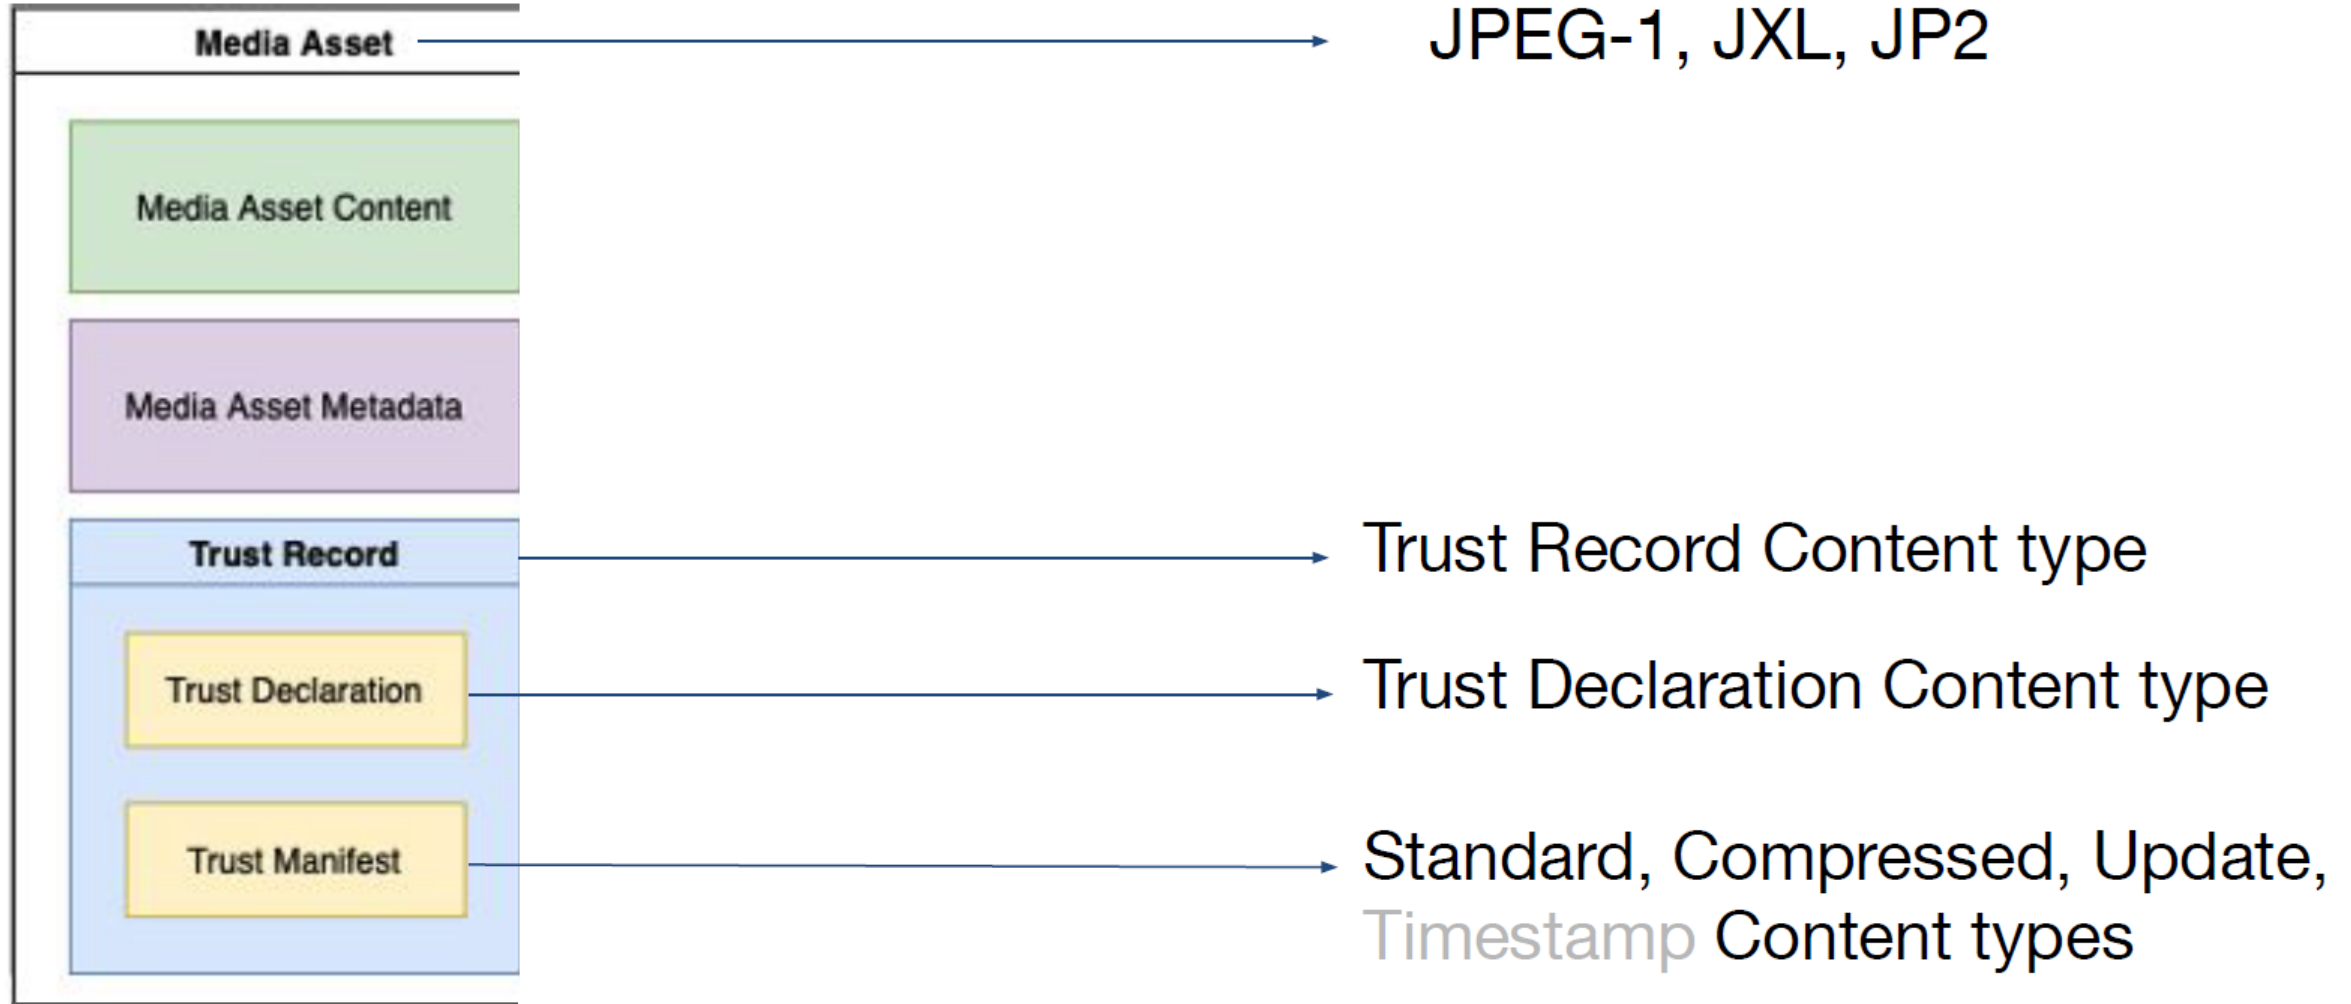 Media Asset
JPEG-1, JXL, JP2
Media Asset Content
Media Asset Metadata
Trust Record
Trust Record Content type
Trust Declaration
Trust Declaration Content type
Trust Manifest
Standard, Compressed, Update,
Timestamp Content types